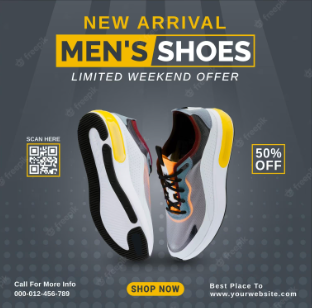 NEW ARRIVAL
MEN'S SHOES
LIMITED WEEKEND OFFER
SCAN HERE
50%
OFF
Call For More Info
000-012-456-789
SHOP NOW
Best Place To
www.yourwebsite.com